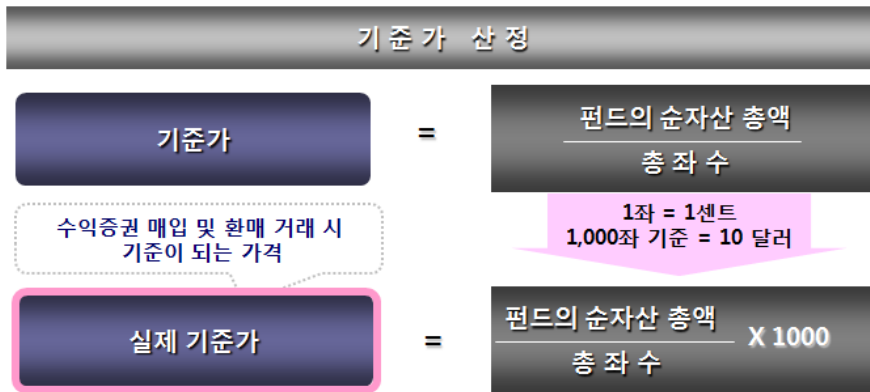 기준가 산정
기준가
=
펀드의 순자산 총액
총 좌 수
수익증권 매입 및 환매 거래 시
기준이 되는 가격
1좌 = 1센트
1,000좌 기준 = 10 달러
실제 기준가
=
펀드의 순자산 총액
총 좌 수
X 1000